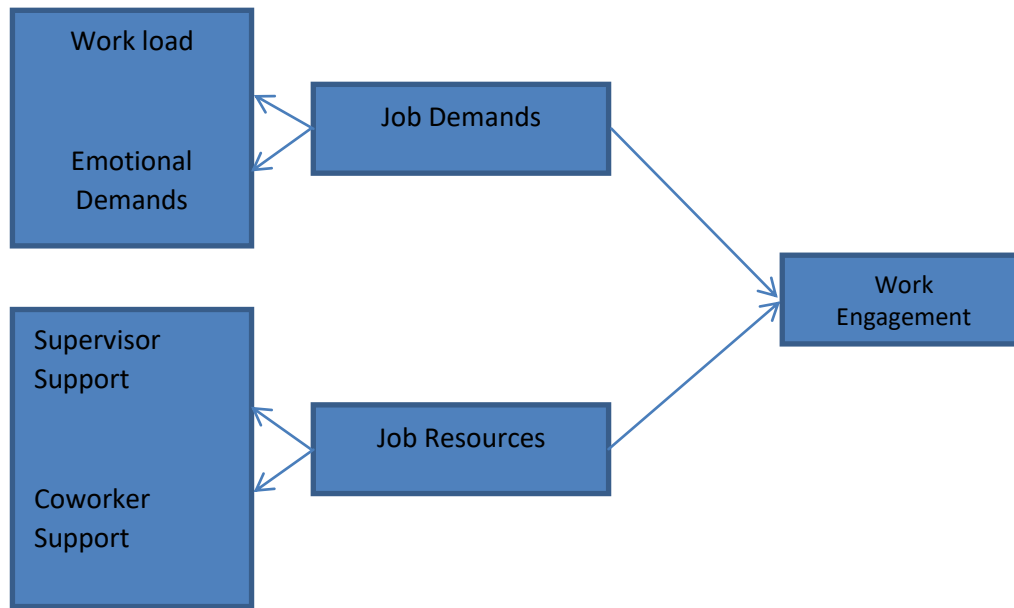 Work load
Emotional
Demands
Job Demands
Work
Engagement
Supervisor
Support
Coworker
Support
Job Resources